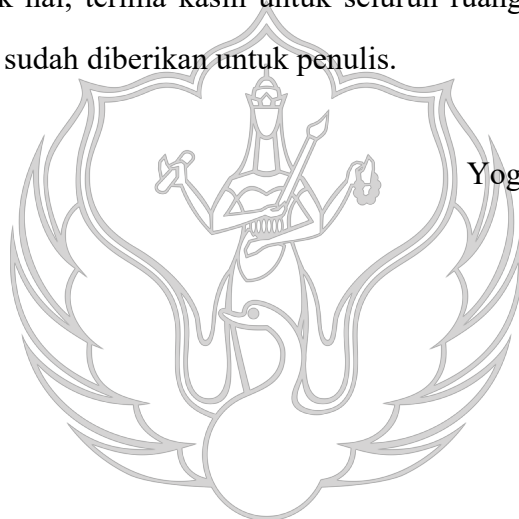 k hal, terima kasih untuk seluruh ruang
sudah diberikan untuk penulis.
Yog